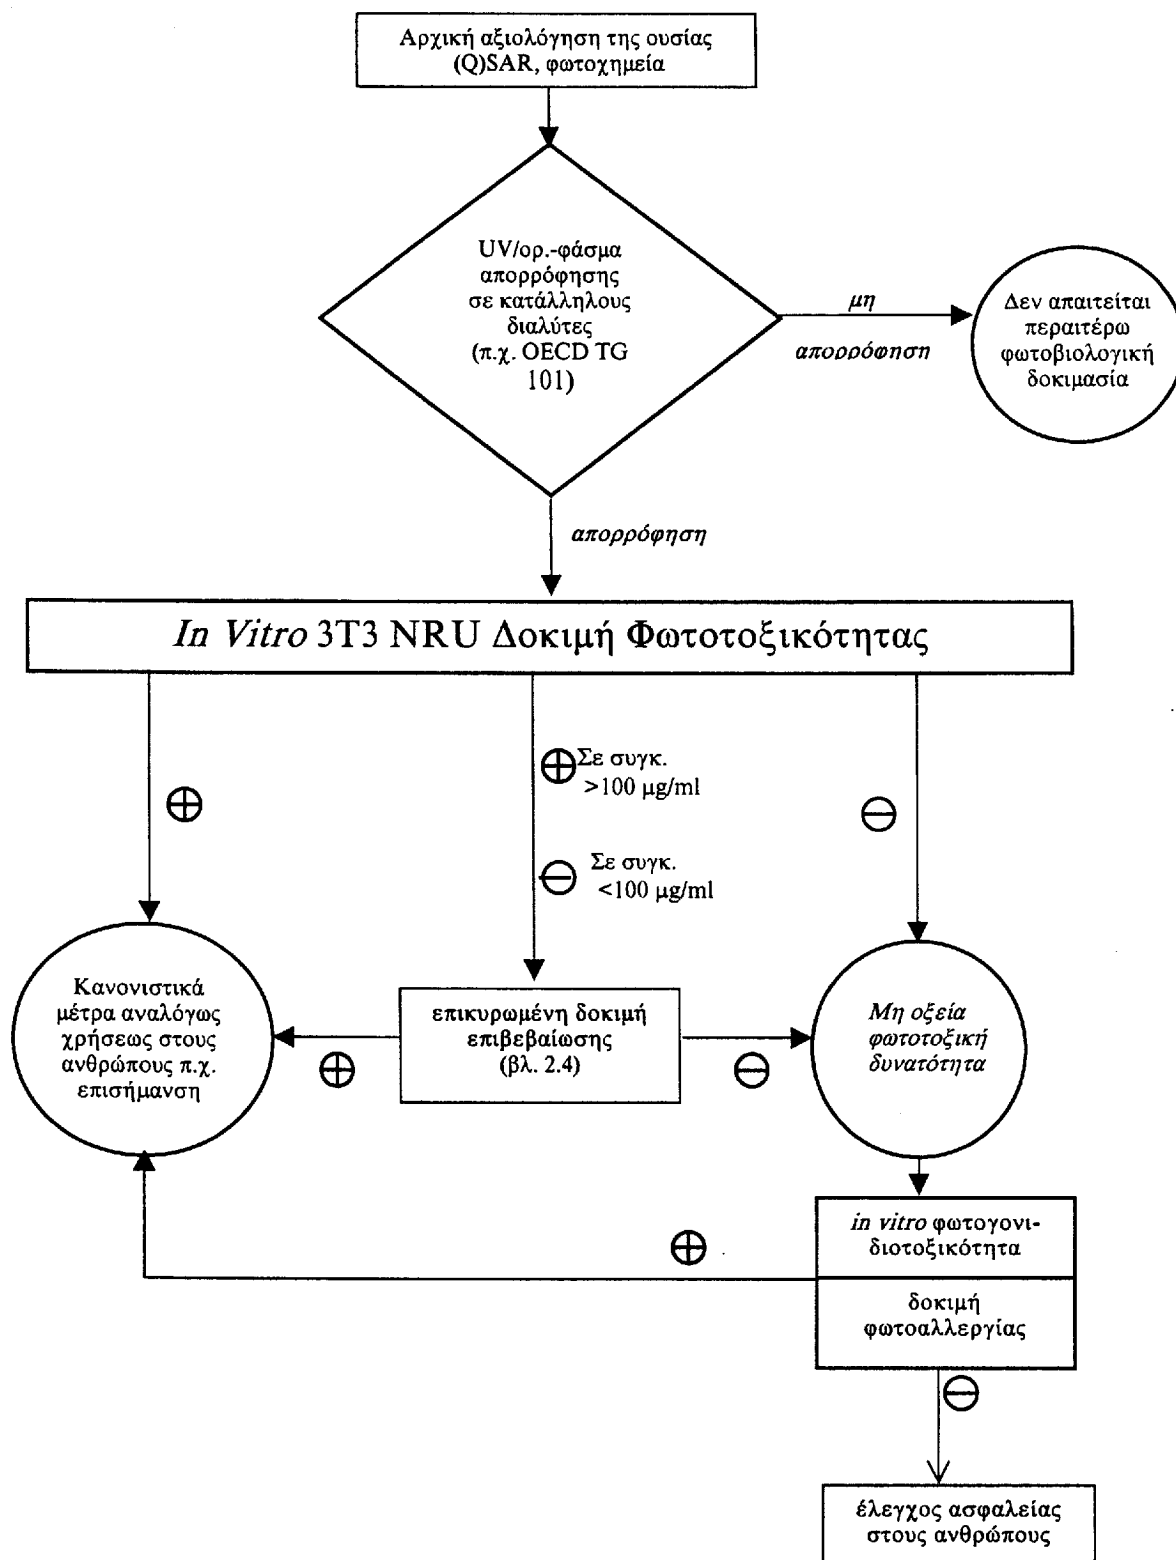 Αρχική αξιολόγηση της ουσίας
(Q)SAR, φωτοχημεία
UV/ορ.-φάσμα
απορρόφησης
σε κατάλληλους
διαλύτες
(π.χ. OECD TG
101)
μη
απορρόφηση
Δεν απαιτείται
περαιτέρω
φωτοβιολογική
δοκιμασία
απορρόφηση
In Vitro 3T3 NRU Δοκιμή Φωτοτοξικότητας
Σε συγκ.
>100 μg/ml
Σε συγκ.
<100 μg/ml
Κανονιστικά
μέτρα αναλόγως
χρήσεως στους
ανθρώπους π.χ.
επισήμανση
επικυρωμένη δοκιμή
επιβεβαίωσης
(βλ. 2.4)
Μη οξεία
φωτοτοξική
δυνατότητα
in vitro φωτογονι-
διοτοξικότητα
δοκιμή
φωτοαλλεργίας
έλεγχος ασφαλείας
στους ανθρώπους